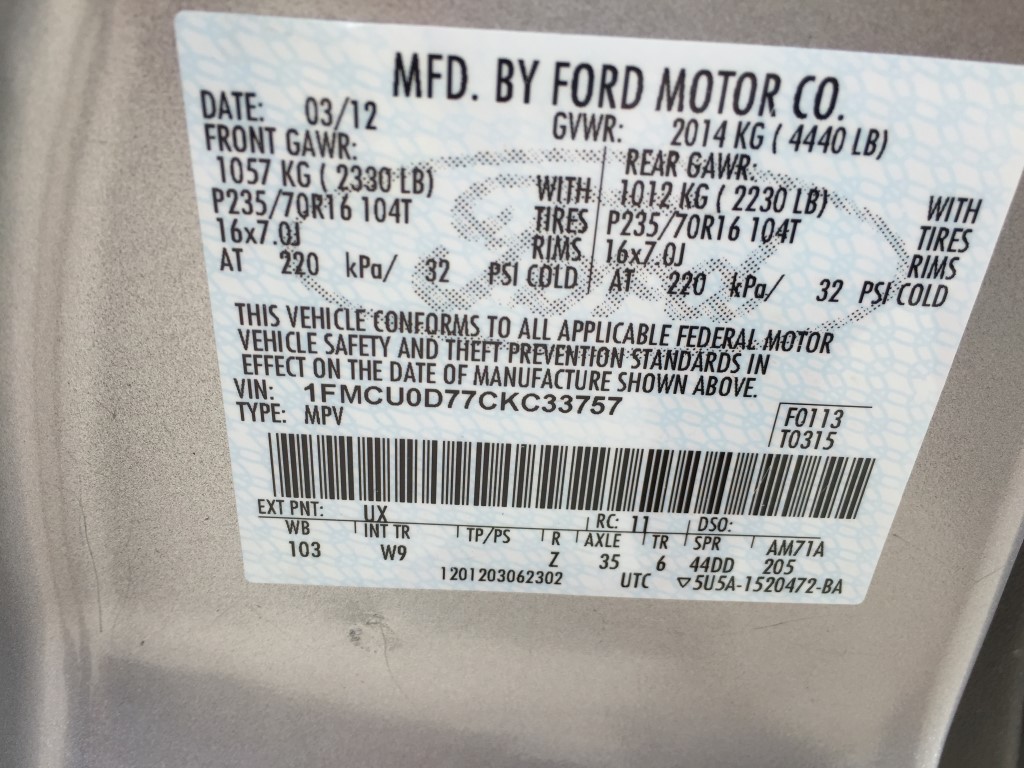 MFD. BY FORD MOTOR CO.
DATE: 03/12 GVWR: 2014 KG ( 4440 LB)
FRONT GAWR: REAR GAWR:
1057 KG ( 2330 LB) WITH 1012 KG ( 2230 LB) WITH
P235/70R16 104T TIRES P235/70R16 104T TIRES
16x7.0J RIMS 16x7.0J RIMS
AT 220 kPa/ 32 PSI COLD AT 220 kPa/ 32 PSI COLD
THIS VEHICLE CONFORMS TO ALL APPLICABLE FEDERAL MOTOR
VEHICLE SAFETY AND THEFT PREVENTION STANDARDS IN
EFFECT ON THE DATE OF MANUFACTURE SHOWN ABOVE.
VIN: 1FMCU0D77CKC33757
TYPE: MPV
F0113
T0315
EXT PNT: UX RC: 11 DSO:
WB INT TR TP/PS R AXLE TR SPR AM71A
103 W9 Z 35 6 44DD 205
1201203062302 UTC ▽5U5A-1520472-BA
Ford